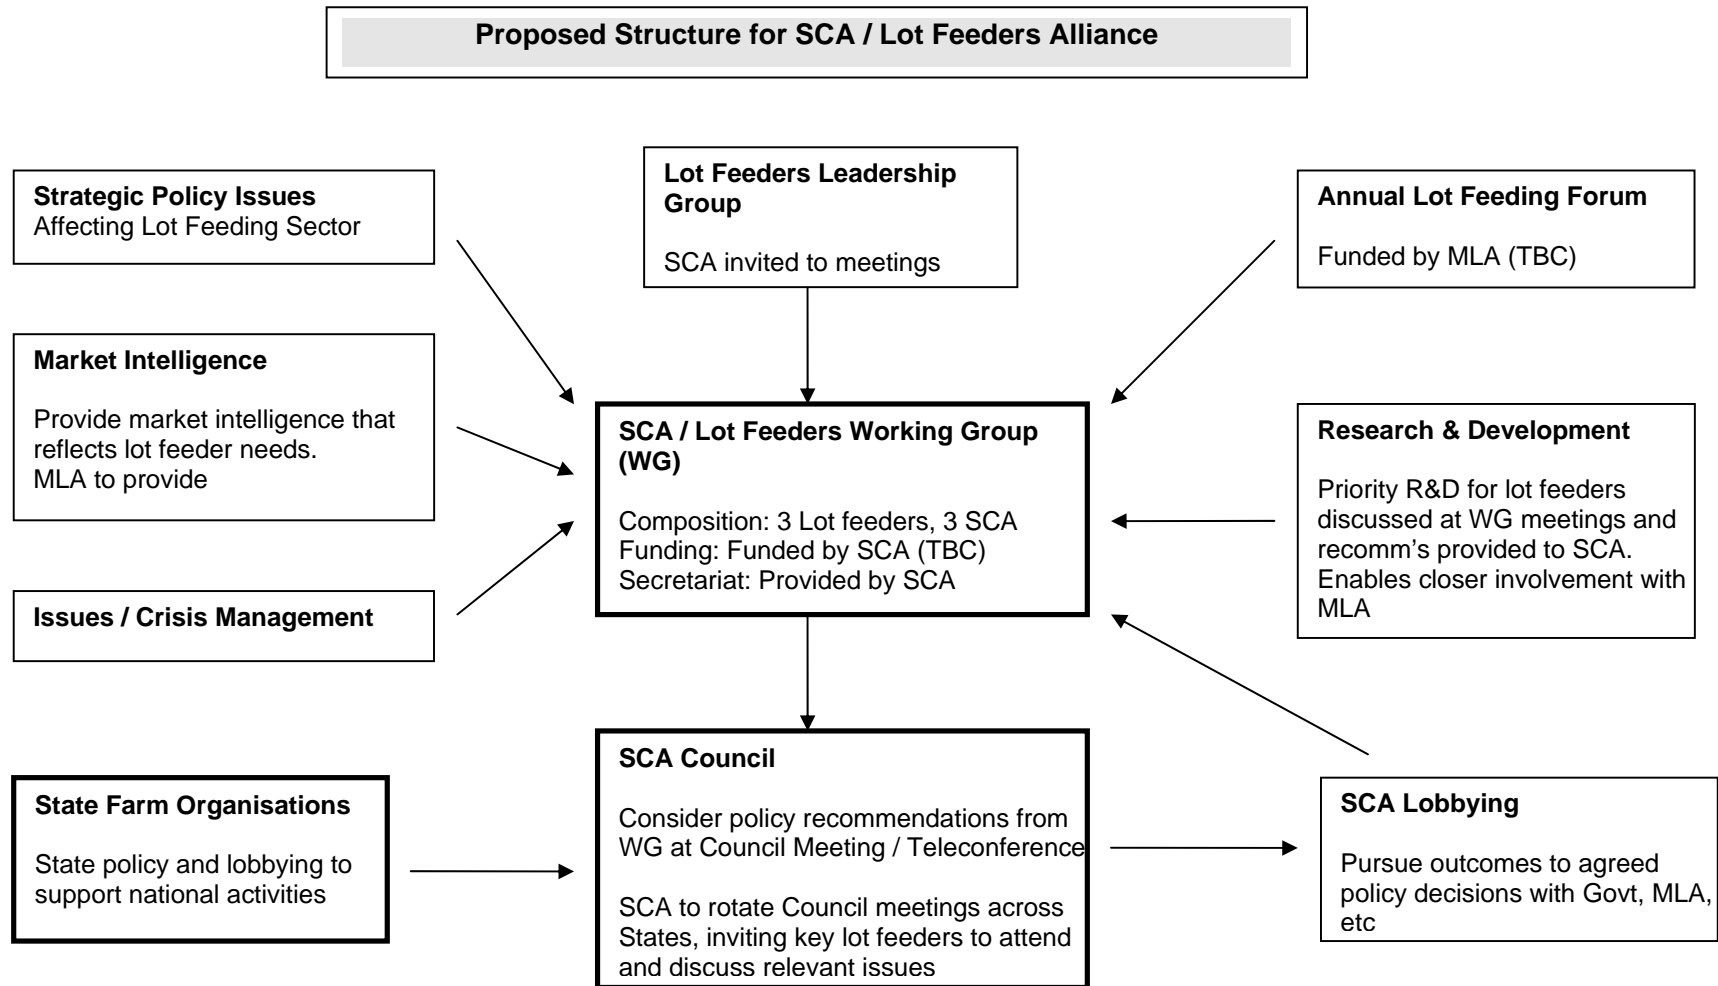 Proposed Structure for SCA / Lot Feeders Alliance
Strategic Policy Issues
Affecting Lot Feeding Sector
Lot Feeders Leadership
Group
SCA invited to meetings
Annual Lot Feeding Forum
Funded by MLA (TBC)
Market Intelligence
Provide market intelligence that
reflects lot feeder needs.
MLA to provide
SCA / Lot Feeders Working Group
(WG)
Composition: 3 Lot feeders, 3 SCA
Funding: Funded by SCA (TBC)
Secretariat: Provided by SCA
Research & Development
Priority R&D for lot feeders
discussed at WG meetings and
recomm's provided to SCA.
Enables closer involvement with
MLA
Issues / Crisis Management
State Farm Organisations
State policy and lobbying to
support national activities
SCA Council
Consider policy recommendations from
WG at Council Meeting / Teleconference
SCA to rotate Council meetings across
States, inviting key lot feeders to attend
and discuss relevant issues
SCA Lobbying
Pursue outcomes to agreed
policy decisions with Govt, MLA,
etc